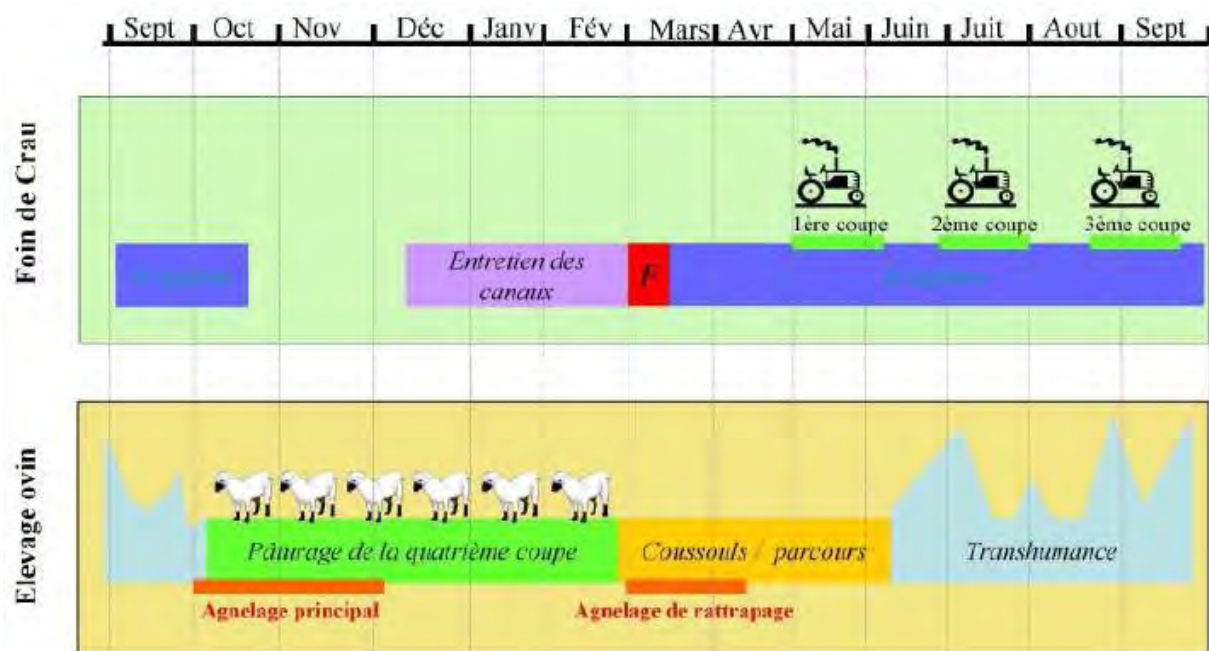 Sept Oct Nov Déc Janv Fév Mars Avr Mai Juin Juit Aout Sept
Foin de Crau
1ère coupe 2ème coupe 3ème coupe
Entretien des
canaux
F
Elevage ovin
Pâturage de la quatrième coupe
Coussouls / parcours
Transhumance
Agnelage principal
Agnelage de rattrapage